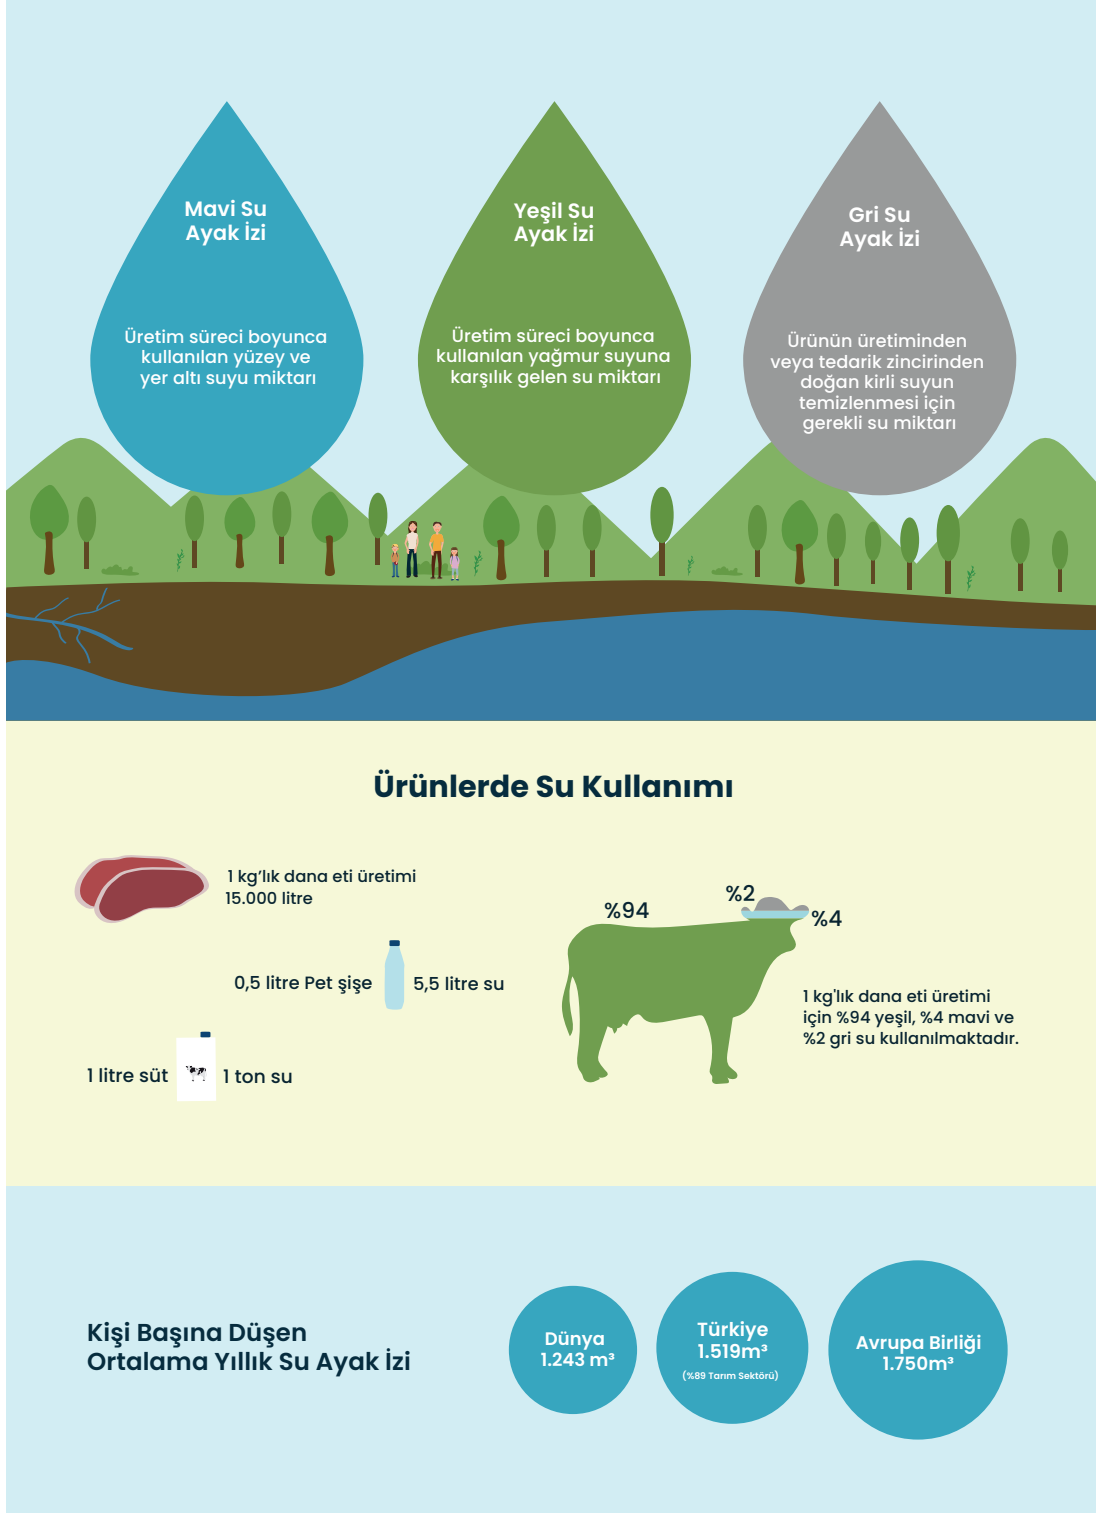 Mavi Su
Ayak İzi
Üretim süreci boyunca
kullanılan yüzey ve
yer altı suyu miktarı
Yeşil Su
Ayak İzi
Üretim süreci boyunca
kullanılan yağmur suyuna
karşılık gelen su miktarı
Gri Su
Ayak İzi
Ürünün üretiminden
veya tedarik zincirinden
doğan kirli suyun
temizlenmesi için
gerekli su miktarı
Ürünlerde Su Kullanımı
1 kg’lık dana eti üretimi
15.000 litre
0,5 litre Pet şişe
5,5 litre su
1 litre süt
1 ton su
%94
%2
%4
1 kg'lık dana eti üretimi
için %94 yeşil, %4 mavi ve
%2 gri su kullanılmaktadır.
Kişi Başına Düşen
Ortalama Yıllık Su Ayak İzi
Dünya
1.243 m³
Türkiye
1.519m³
(%89 Tarım Sektörü)
Avrupa Birliği
1.750m³